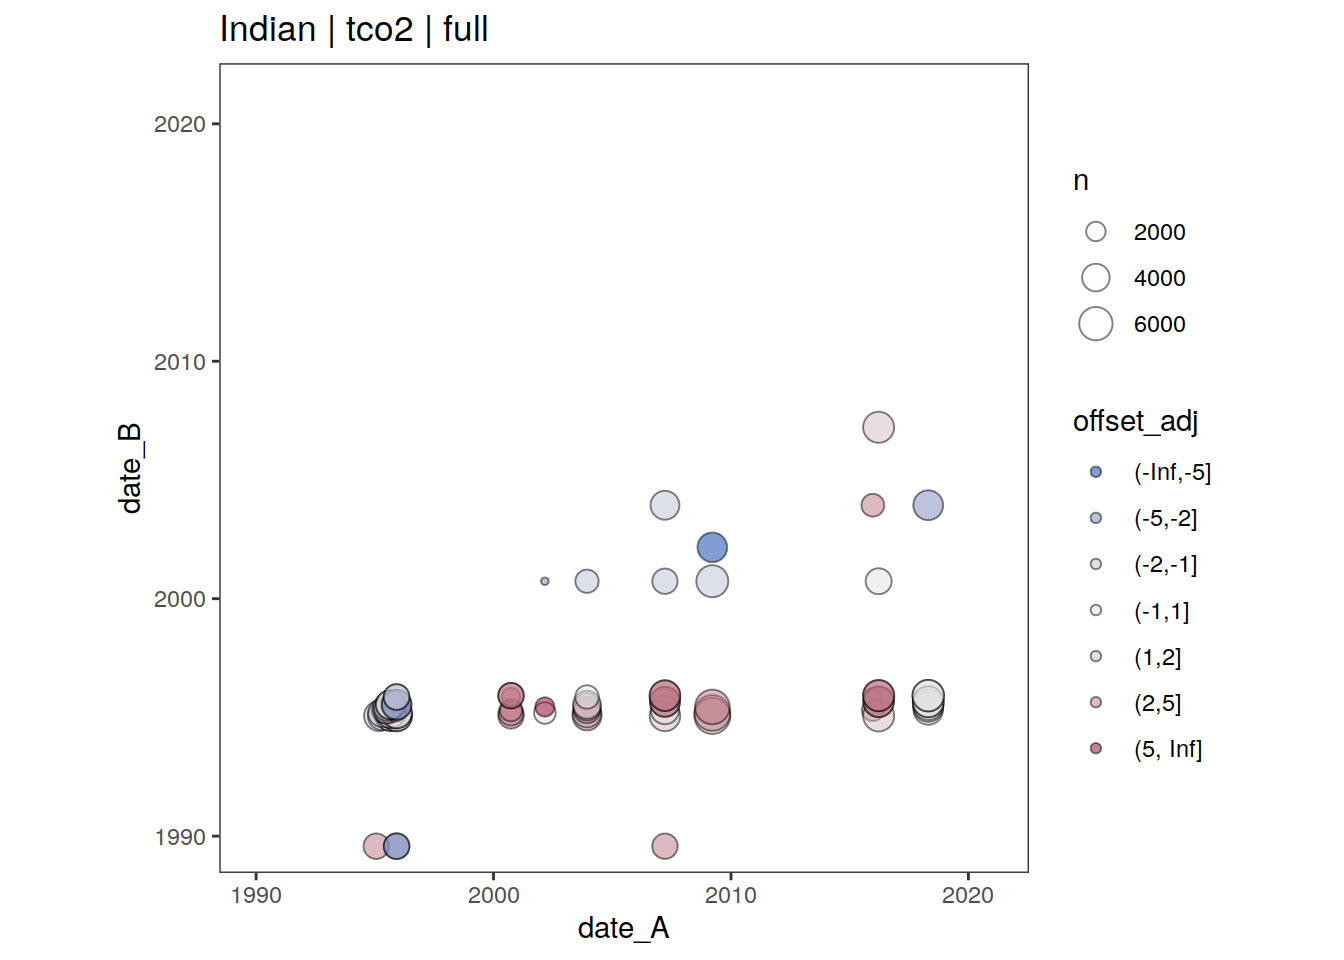 Indian | tco2 | full
2020
2010
2000
1990
date_B
1990
2000
2010
2020
date_A
n
2000
4000
6000
offset_adj
(-Inf,-5]
(-5,-2]
(-2,-1]
(-1,1]
(1,2]
(2,5]
(5, Inf]